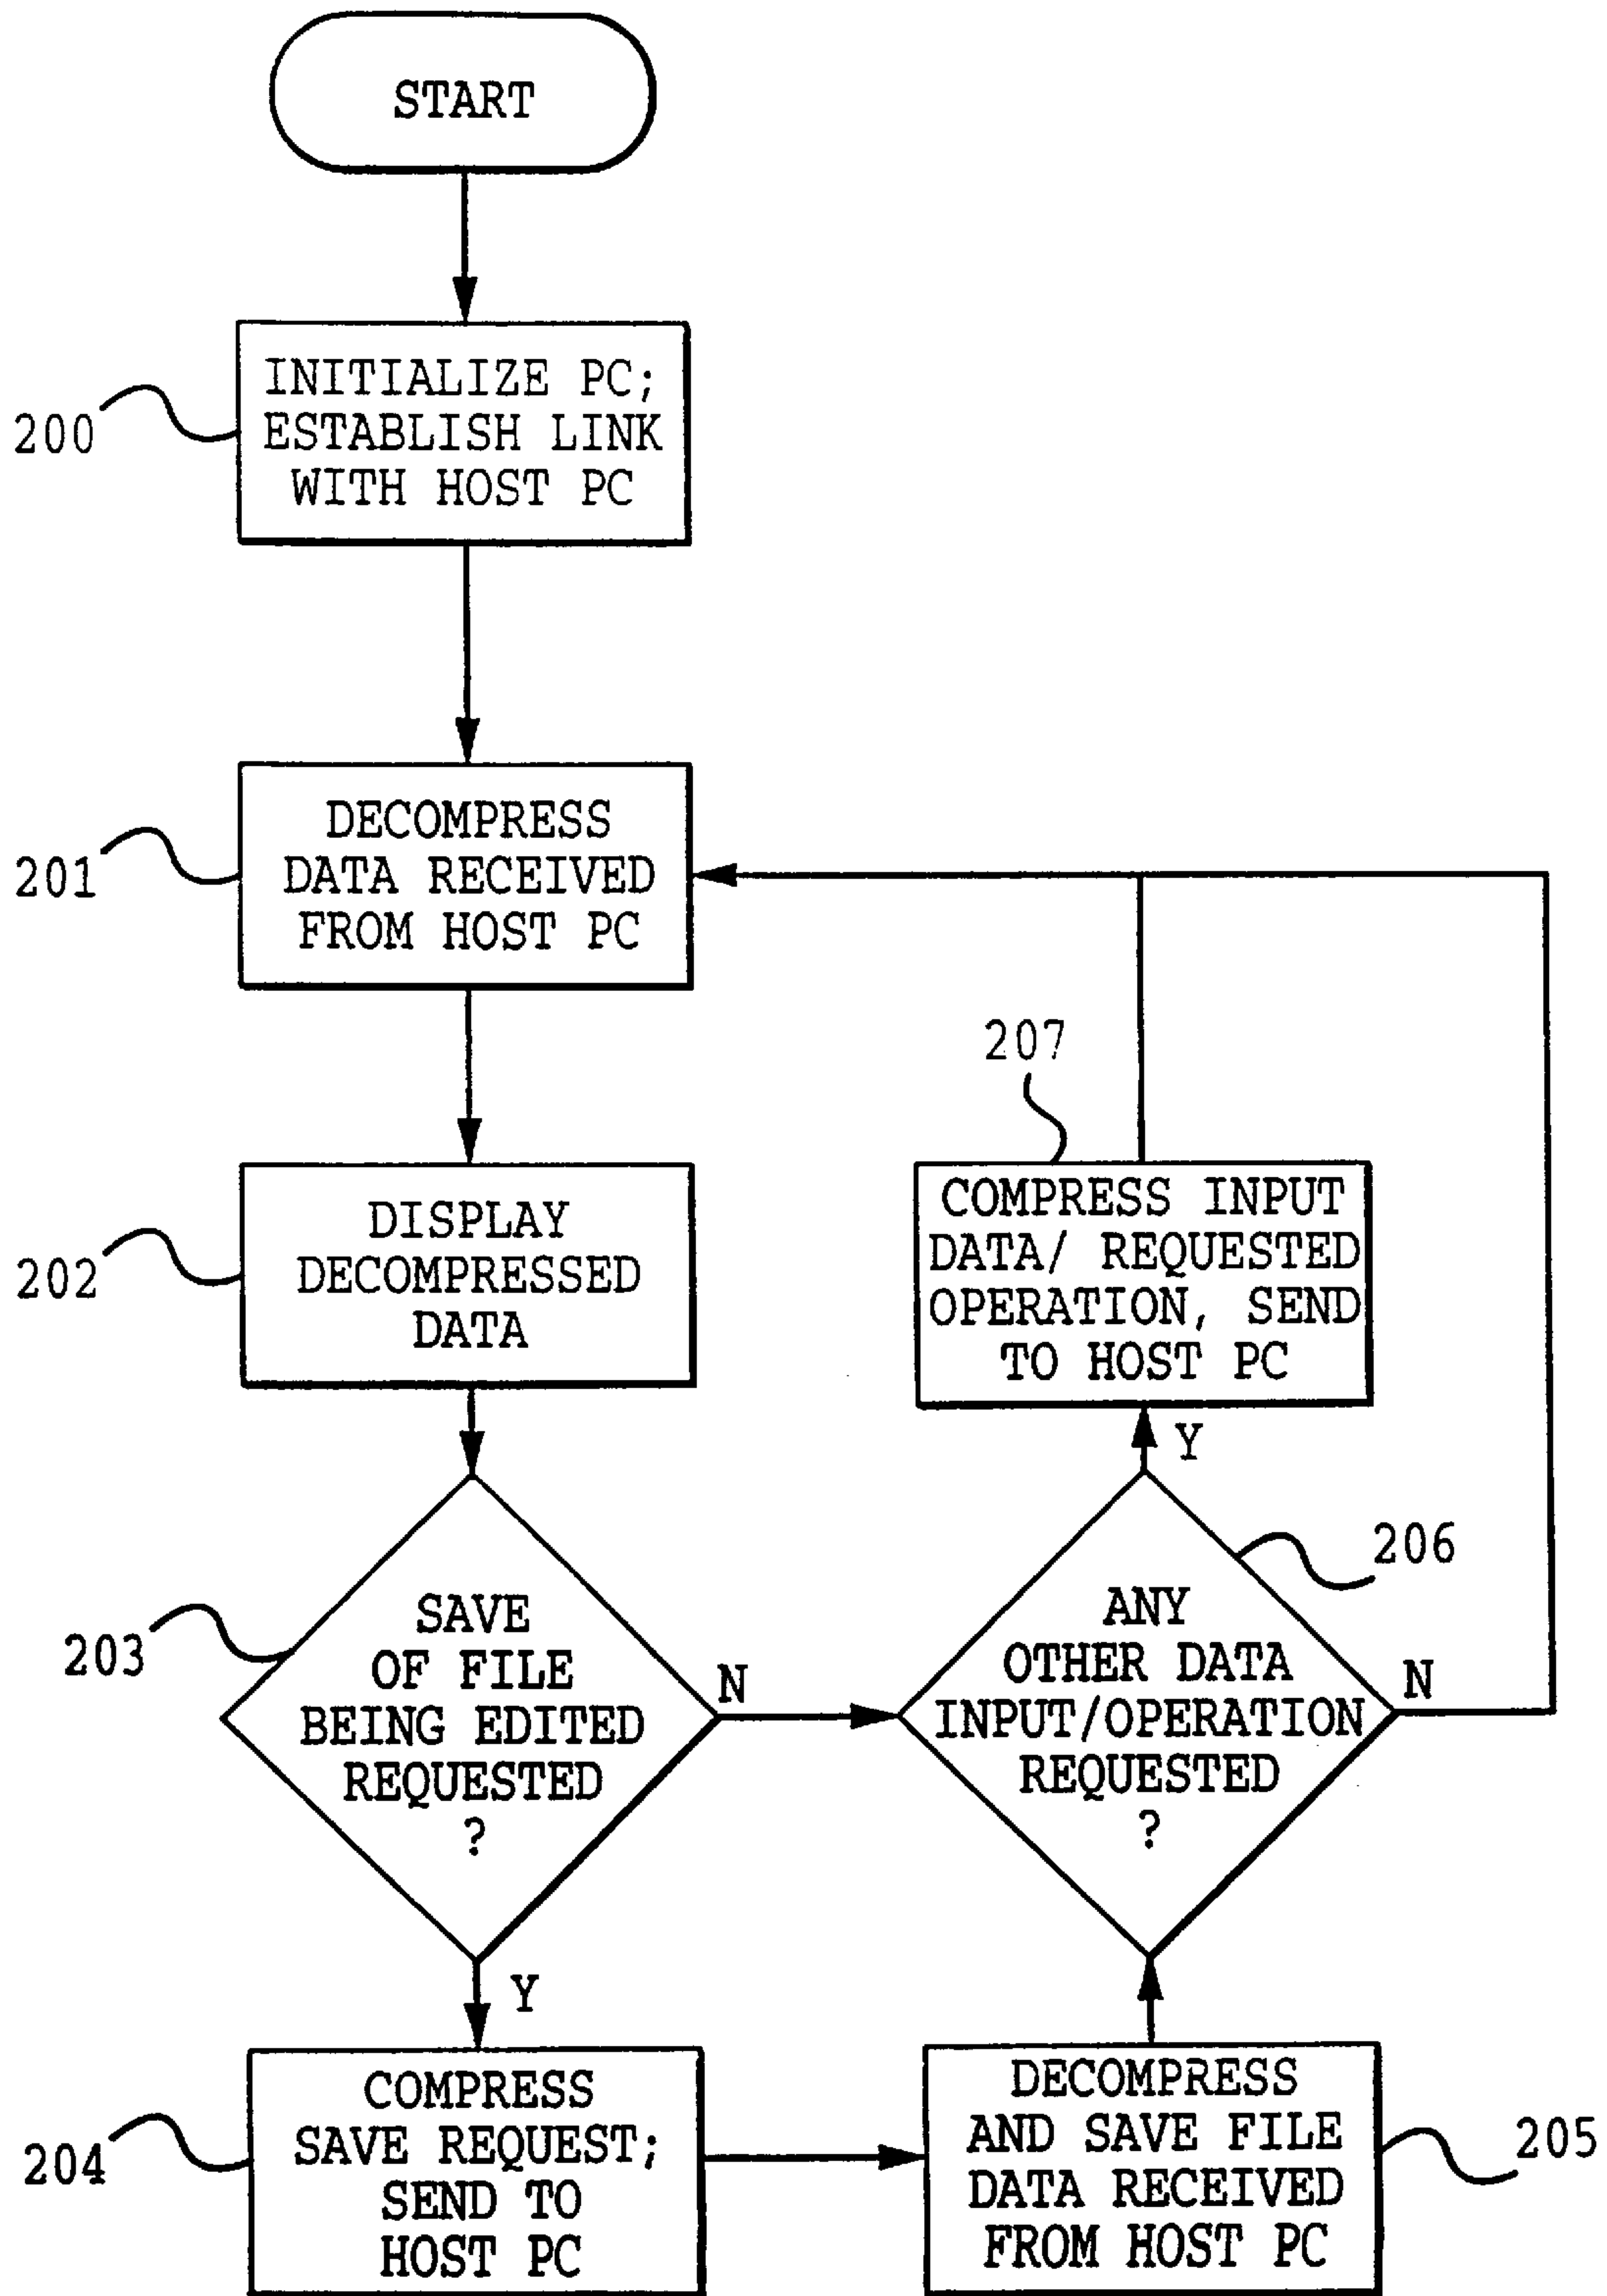 START
INITIALIZE PC;
ESTABLISH LINK
WITH HOST PC
200
DECOMPRESS
DATA RECEIVED
FROM HOST PC
201
DISPLAY
DECOMPRESSED
DATA
202
SAVE
OF FILE
BEING EDITED
REQUESTED
?
203
N
Y
COMPRESS
SAVE REQUEST;
SEND TO
HOST PC
204
DECOMPRESS
AND SAVE FILE
DATA RECEIVED
FROM HOST PC
205
ANY
OTHER DATA
INPUT/OPERATION
REQUESTED
?
206
N
Y
207
COMPRESS INPUT
DATA/ REQUESTED
OPERATION, SEND
TO HOST PC